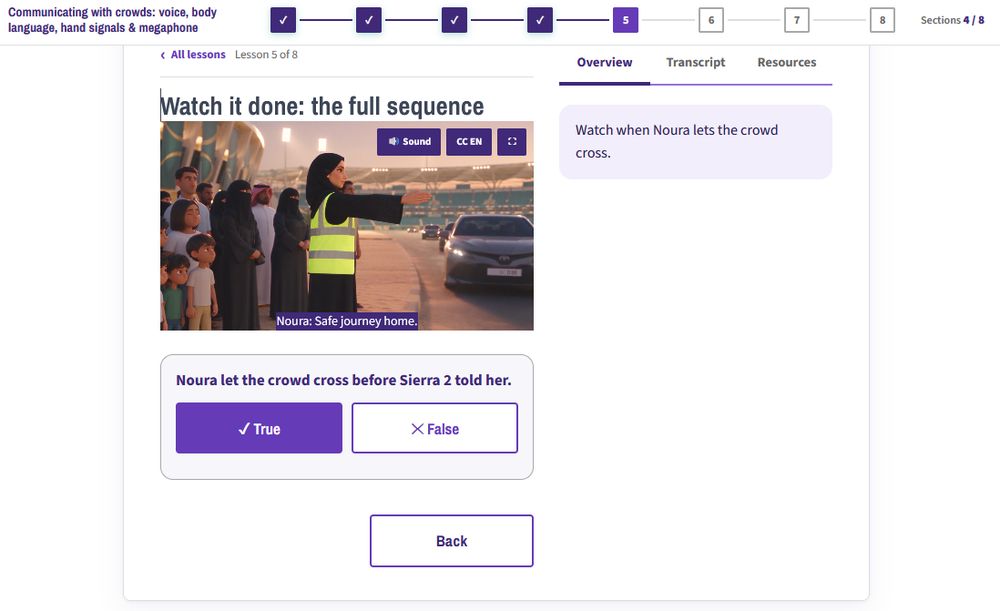 Communicating with crowds: voice, body
language, hand signals & megaphone
✓ ✓ ✓ ✓ 5 6 7 8
Sections 4 / 8
‹ All lessons Lesson 5 of 8
Watch it done: the full sequence
Sound CC EN
Noura: Safe journey home.
Noura let the crowd cross before Sierra 2 told her.
✓ True
✕ False
Back
Overview Transcript Resources
Watch when Noura lets the crowd
cross.